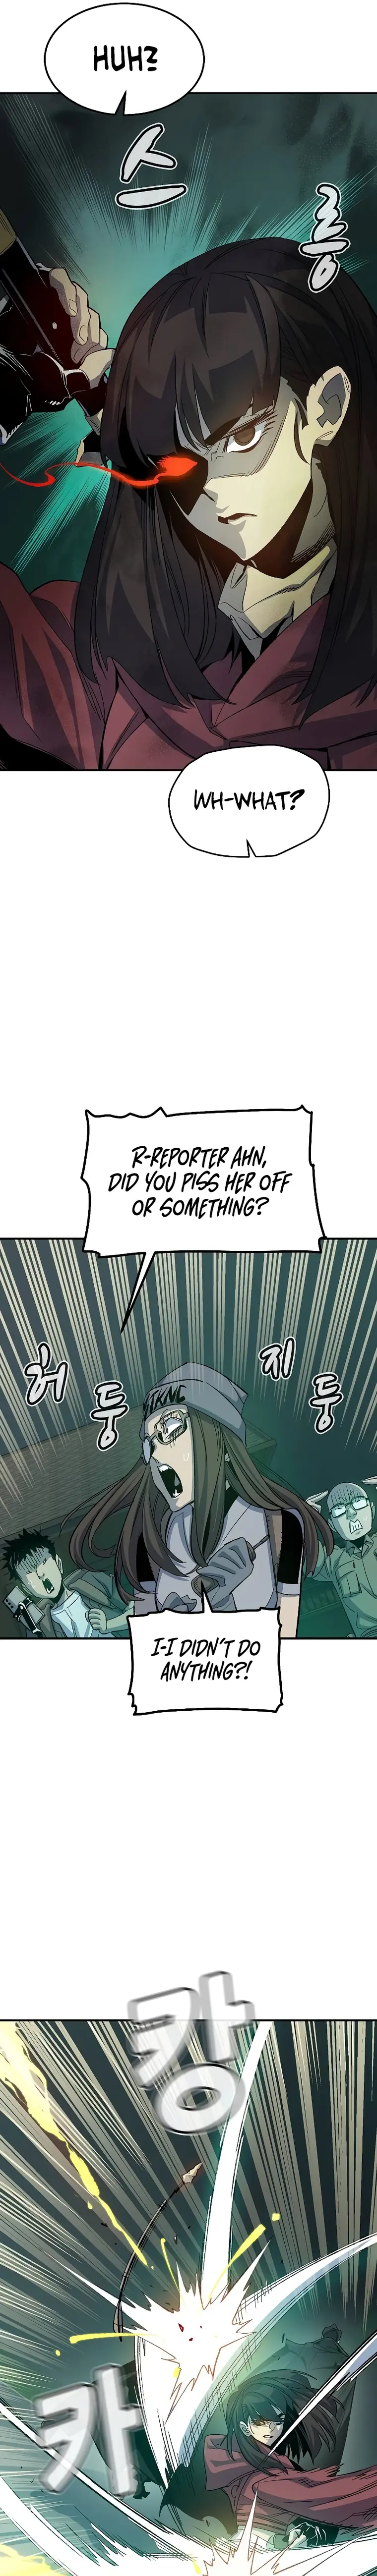 HUH?
스
릉
WH-WHAT?
R-REPORTER AHN,
DID YOU PISS HER OFF
OR SOMETHING?
허
둥
지
둥
I-I DIDN'T DO
ANYTHING?!
캉
카